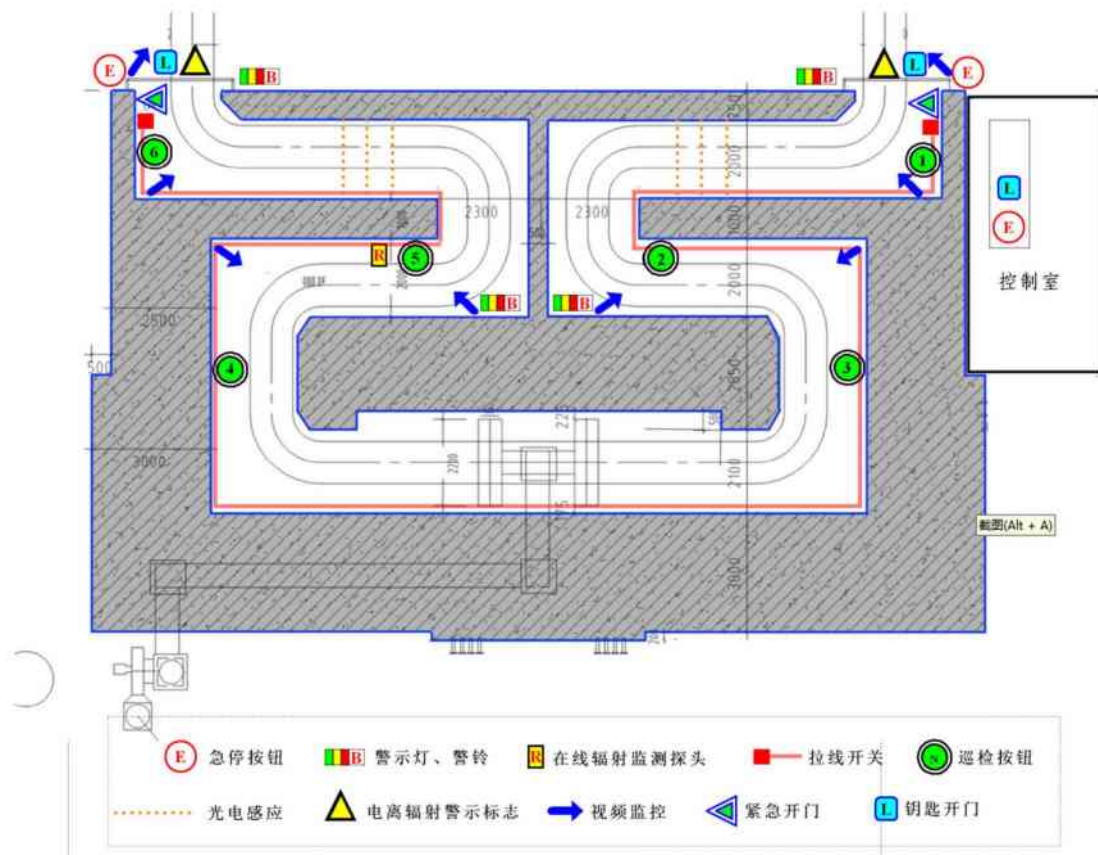 E L L E
B B
250
6 1
2000
L
2300 2300 1000
E
R 5 2
控制室
2000 2000
B B
2500
500 4 3 2850
3000 2200 2100
截图(Alt + A)
3000
E 急停按钮 B 警示灯、警铃 R 在线辐射监测探头 拉线开关 N 巡检按钮
光电感应 电离辐射警示标志 视频监控 紧急开门 L 钥匙开门